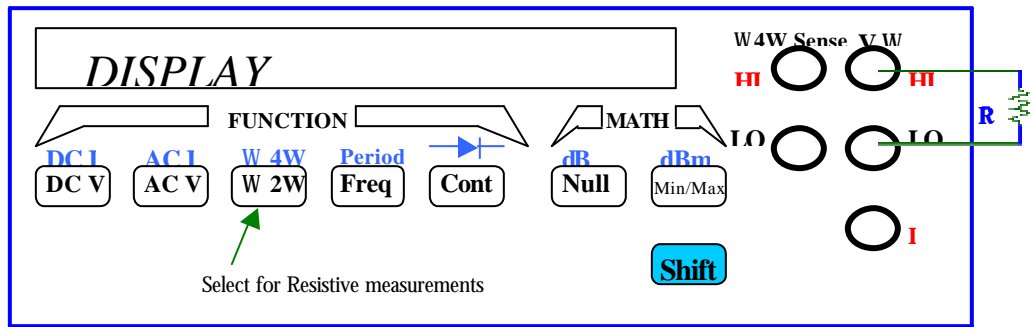 W 4W Sense V W
DISPLAY
HI HI
R
FUNCTION MATH
LO LO
DC I AC I W 4W Period dB dBm
DC V AC V W 2W Freq Cont Null Min/Max
I
Shift
Select for Resistive measurements